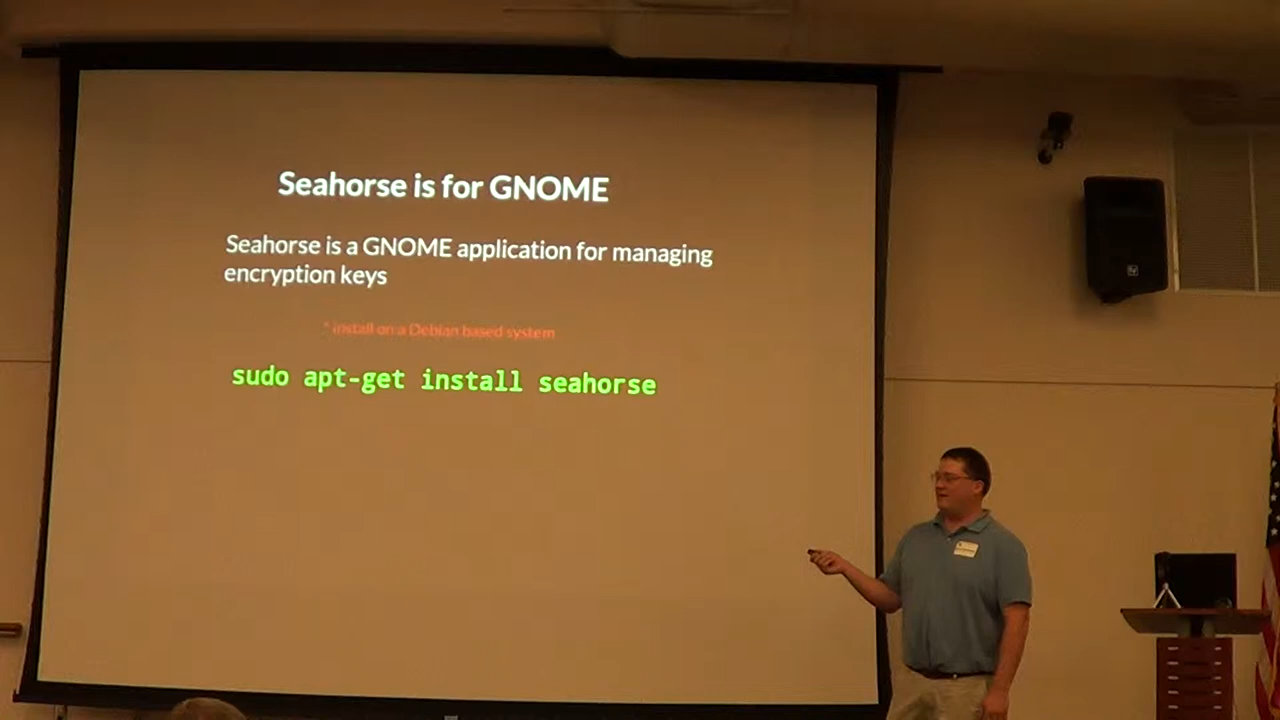 Seahorse is for GNOME
Seahorse is a GNOME application for managing
encryption keys
* install on a Debian based system
sudo apt-get install seahorse